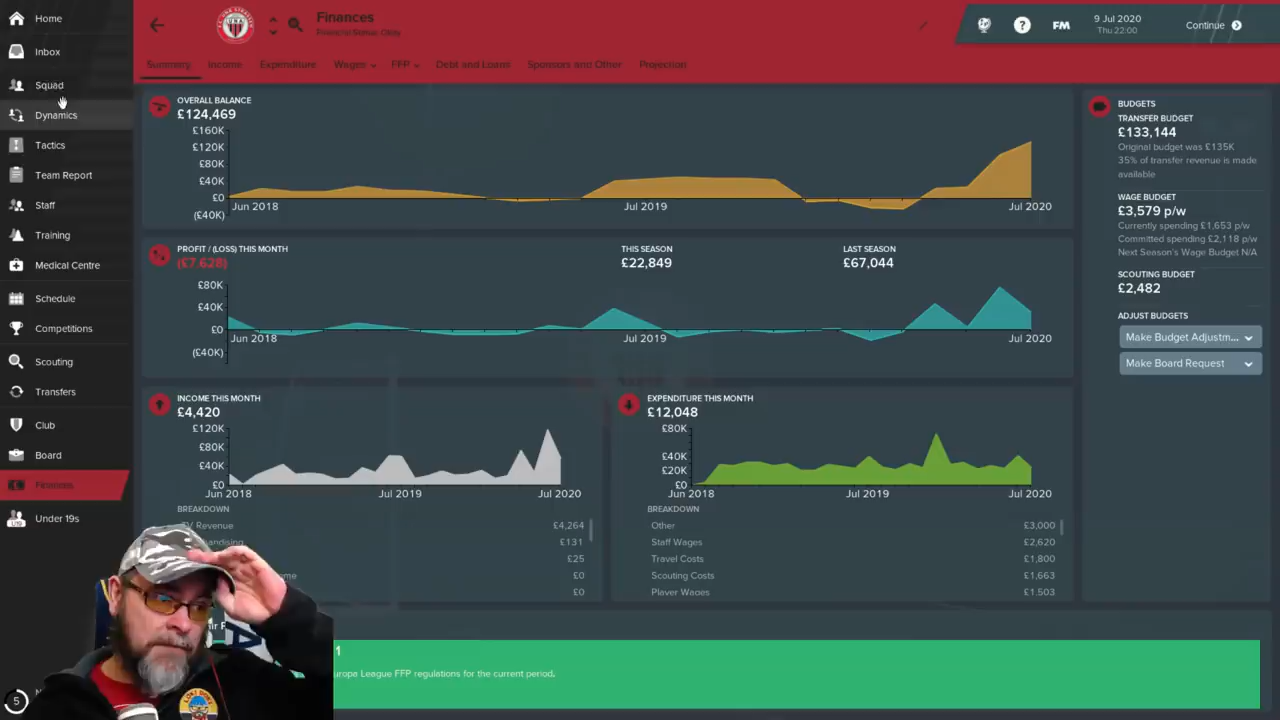 Home
Inbox
Squad
Dynamics
Tactics
Team Report
Staff
Training
Medical Centre
Schedule
Competitions
Scouting
Transfers
Club
Board
Finances
Under 19s
5
Finances
Financial Status: Okay
? FM
9 Jul 2020
Thu 22:00
Continue
Summary Income Expenditure Wages FFP Debt and Loans Sponsors and Other Projection
OVERALL BALANCE
£124,469
£160K
£120K
£80K
£40K
£0
(£40K)
Jun 2018 Jul 2019 Jul 2020
PROFIT / (LOSS) THIS MONTH
(£7,628)
THIS SEASON
£22,849
LAST SEASON
£67,044
£80K
£40K
£0
(£40K)
Jun 2018 Jul 2019 Jul 2020
INCOME THIS MONTH
£4,420
£120K
£80K
£40K
£0
Jun 2018 Jul 2019 Jul 2020
BREAKDOWN
TV Revenue £4,264
£131
£25
£0
£0
EXPENDITURE THIS MONTH
£12,048
£80K
£40K
£20K
£0
Jun 2018 Jul 2019 Jul 2020
BREAKDOWN
Other £3,000
Staff Wages £2,620
Travel Costs £1,800
Scouting Costs £1,663
Player Wages £1,503
BUDGETS
TRANSFER BUDGET
£133,144
Original budget was £135K
35% of transfer revenue is made
available
WAGE BUDGET
£3,579 p/w
Currently spending £1,653 p/w
Committed spending £2,118 p/w
Next Season's Wage Budget N/A
SCOUTING BUDGET
£2,482
ADJUST BUDGETS
Make Budget Adjustm...
Make Board Request
1
uropa League FFP regulations for the current period.